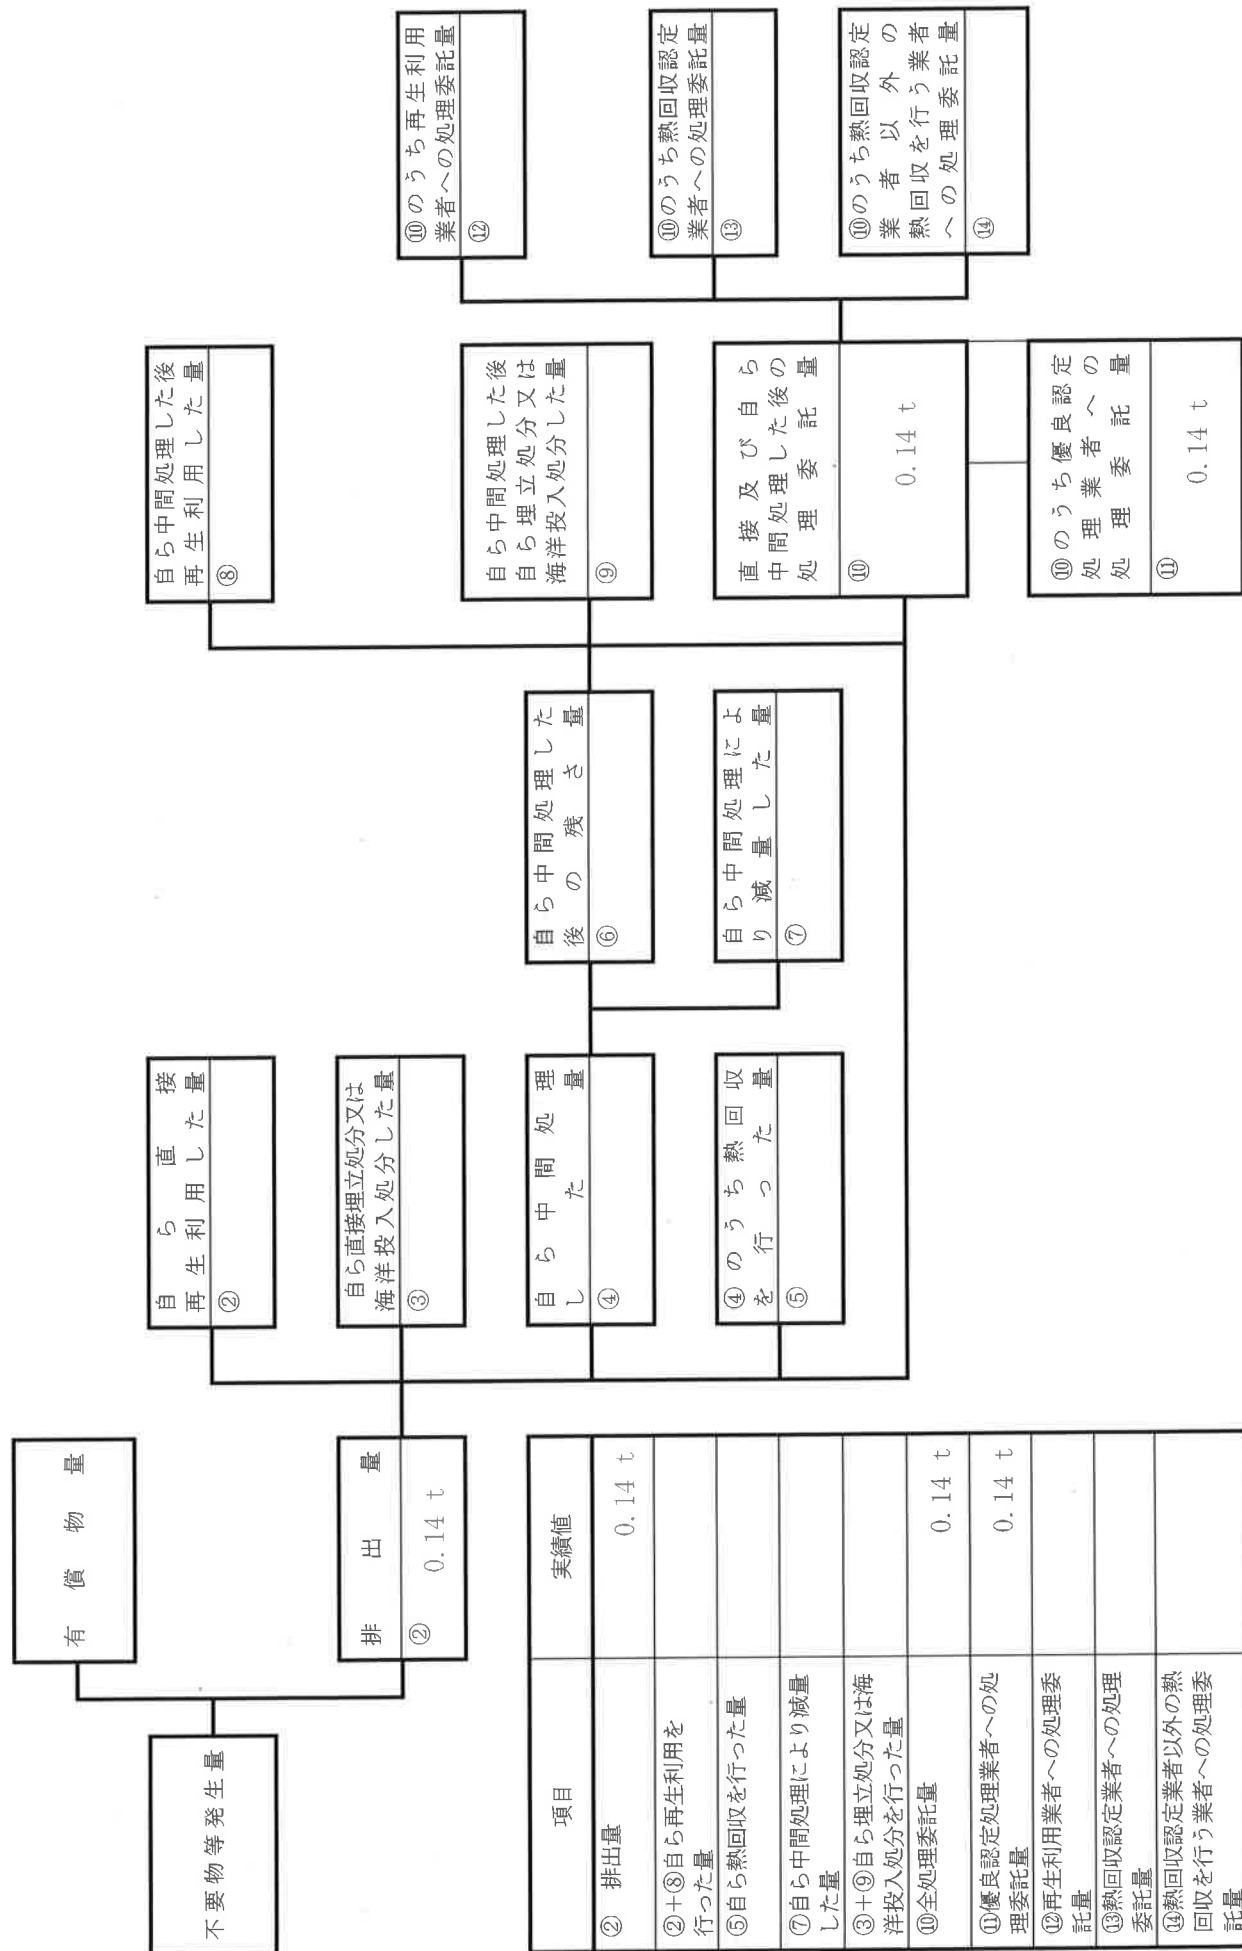 不要物等発生量
有償物量
排出量
②
0.14 t
自ら直接
再生利用した量
②
自ら直接埋立処分又は
海洋投入処分した量
③
自ら中間処理
した量
④
④のうち熱回収
を行った量
⑤
自ら中間処理した
後の残さ量
⑥
自ら中間処理によ
り減量した量
⑦
自ら中間処理した後
再生利用した量
⑧
自ら中間処理した後
自ら埋立処分又は
海洋投入処分した量
⑨
直接及び自ら
中間処理した後の
処理委託量
⑩
0.14 t
⑩のうち優良認定
処理業者への
処理委託量
⑪
0.14 t
⑩のうち再生利用
業者への処理委託量
⑫
⑩のうち熱回収認定
業者への処理委託量
⑬
⑩のうち熱回収認定
業者以外の
熱回収を行う業者
への処理委託量
⑭
項目 実績値
② 排出量 0.14 t
②+⑧自ら再生利用を
行った量
⑤自ら熱回収を行った量
⑦自ら中間処理により減量
した量
③+⑨自ら埋立処分又は海
洋投入処分を行った量
⑩全処理委託量 0.14 t
⑪優良認定処理業者への処
理委託量 0.14 t
⑫再生利用業者への処理委
託量
⑬熱回収認定業者への処理
委託量
⑭熱回収認定業者以外の熱
回収を行う業者への処理委
託量